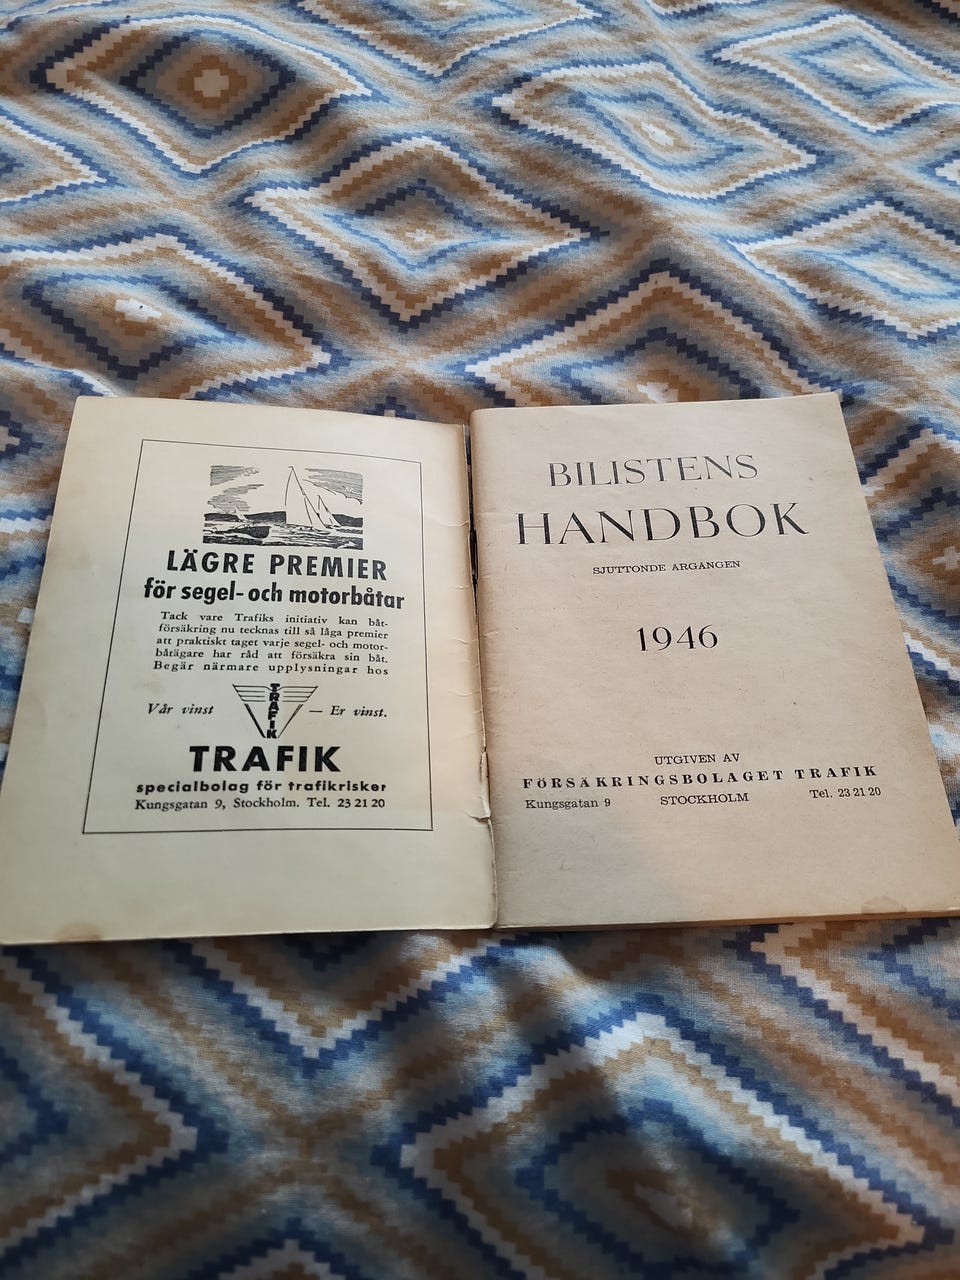 LÄGRE PREMIER
för segel- och motorbåtar
Tack vare Trafiks initiativ kan båt-
försäkring nu tecknas till så låga premier
att praktiskt taget varje segel- och motor-
båtägare har råd att försäkra sin båt.
Begär närmare upplysningar hos
Vår vinst
TRAFIK
— Er vinst.
TRAFIK
specialbolag för trafikrisker
Kungsgatan 9, Stockholm. Tel. 23 21 20
BILISTENS
HANDBOK
SJUTTONDE ARGANGEN
1946
UTGIVEN AV
FÖRSÄKRINGSBOLAGET TRAFIK
Kungsgatan 9 STOCKHOLM Tel. 23 21 20